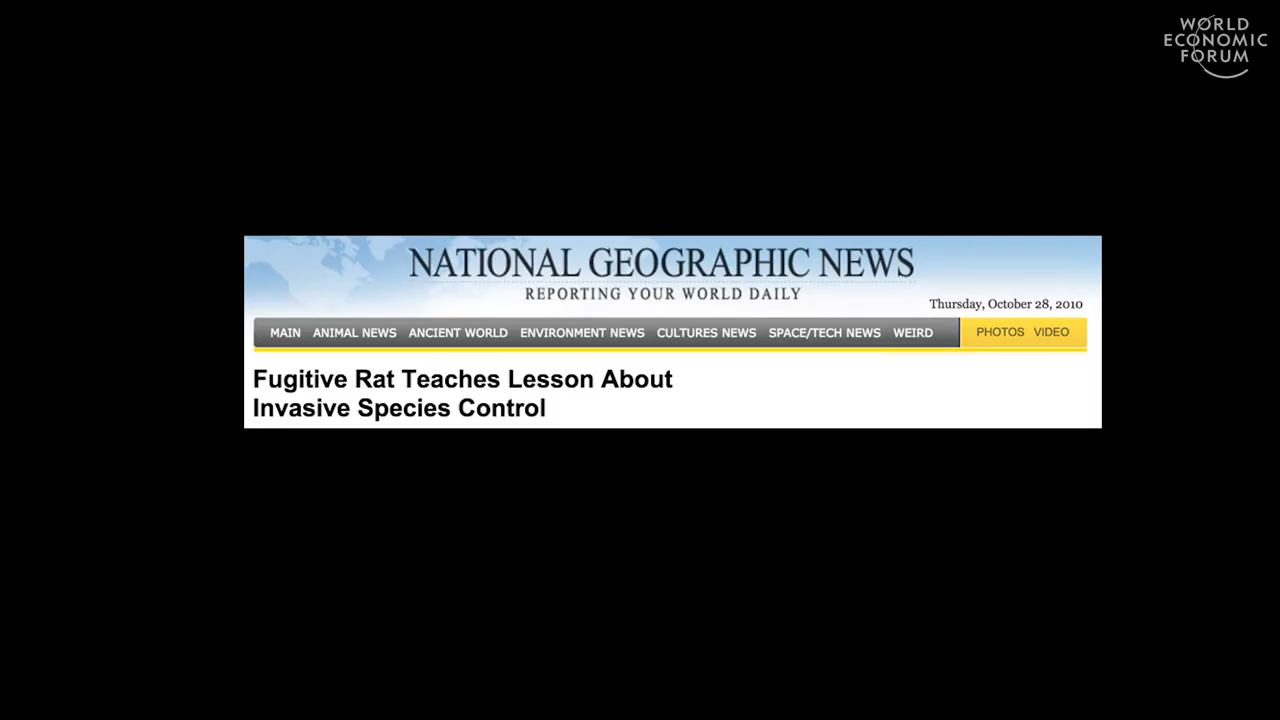 WORLD
ECONOMIC
FORUM
NATIONAL GEOGRAPHIC NEWS
REPORTING YOUR WORLD DAILY
Thursday, October 28, 2010
MAIN ANIMAL NEWS ANCIENT WORLD ENVIRONMENT NEWS CULTURES NEWS SPACE/TECH NEWS WEIRD PHOTOS VIDEO
Fugitive Rat Teaches Lesson About
Invasive Species Control